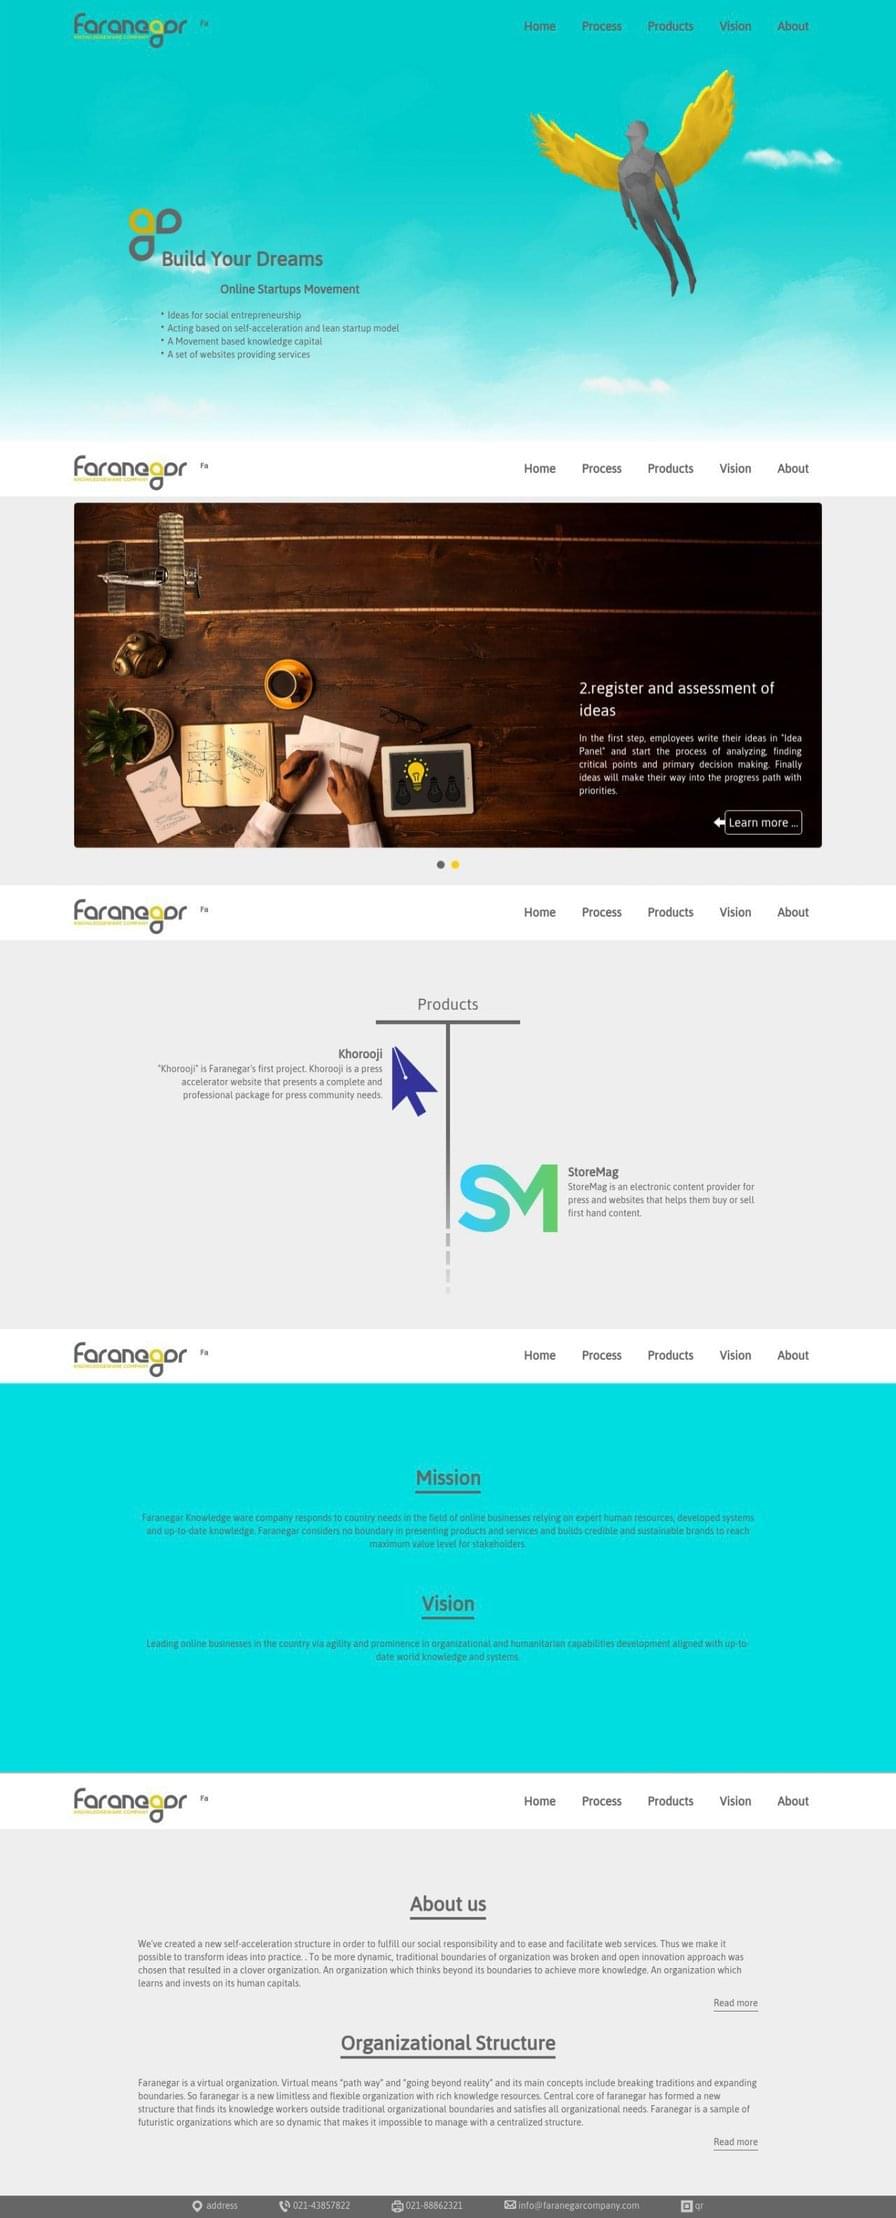 Faranegar Fa Home Process Products Vision About
KNOWLEDGEWARE COMPANY
Build Your Dreams
Online Startups Movement
• Ideas for social entrepreneurship
• Acting based on self-acceleration and lean startup model
• A Movement based knowledge capital
• A set of websites providing services
Faranegar Fa Home Process Products Vision About
KNOWLEDGEWARE COMPANY
2.register and assessment of
ideas
In the first step, employees write their ideas in "Idea
Panel" and start the process of analyzing, finding
critical points and primary decision making. Finally
ideas will make their way into the progress path with
priorities.
Learn more ...
Faranegar Fa Home Process Products Vision About
KNOWLEDGEWARE COMPANY
Products
Khorooji
"Khorooji" is Faranegar's first project. Khorooji is a press
accelerator website that presents a complete and
professional package for press community needs.
SM
StoreMag
StoreMag is an electronic content provider for
press and websites that helps them buy or sell
first hand content.
Faranegar Fa Home Process Products Vision About
KNOWLEDGEWARE COMPANY
Mission
Faranegar Knowledge ware company responds to country needs in the field of online businesses relying on expert human resources, developed systems
and up-to-date knowledge. Faranegar considers no boundary in presenting products and services and builds credible and sustainable brands to reach
maximum value level for stakeholders.
Vision
Leading online businesses in the country via agility and prominence in organizational and humanitarian capabilities development aligned with up-to-
date world knowledge and systems.
Faranegar Fa Home Process Products Vision About
KNOWLEDGEWARE COMPANY
About us
We've created a new self-acceleration structure in order to fulfill our social responsibility and to ease and facilitate web services. Thus we make it
possible to transform ideas into practice. . To be more dynamic, traditional boundaries of organization was broken and open innovation approach was
chosen that resulted in a clover organization. An organization which thinks beyond its boundaries to achieve more knowledge. An organization which
learns and invests on its human capitals.
Read more
Organizational Structure
Faranegar is a virtual organization. Virtual means "path way" and "going beyond reality" and its main concepts include breaking traditions and expanding
boundaries. So faranegar is a new limitless and flexible organization with rich knowledge resources. Central core of faranegar has formed a new
structure that finds its knowledge workers outside traditional organizational boundaries and satisfies all organizational needs. Faranegar is a sample of
futuristic organizations which are so dynamic that makes it impossible to manage with a centralized structure.
Read more
address 021-43857822 021-88862321 info@faranegarcompany.com qr